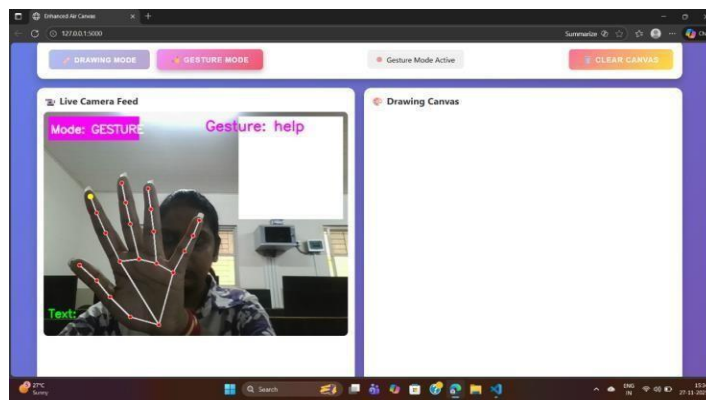 Enhanced Air Canvas
127.0.0.1:5000
Summarize
DRAWING MODE
GESTURE MODE
Gesture Mode Active
CLEAR CANVAS
Live Camera Feed
Drawing Canvas
Mode: GESTURE
Gesture: help
Text:
27°C
Sunny
Search
ENG
IN